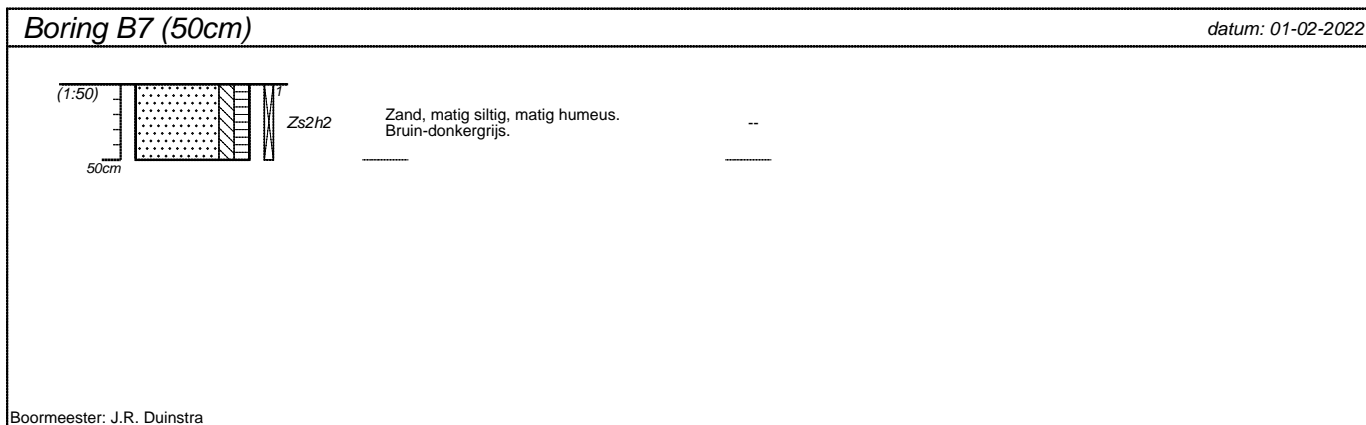 Boring B7 (50cm)
datum: 01-02-2022
(1:50)
1
Zs2h2
Zand, matig siltig, matig humeus.
Bruin-donkergrijs.
--
50cm
Boormeester: J.R. Duinstra